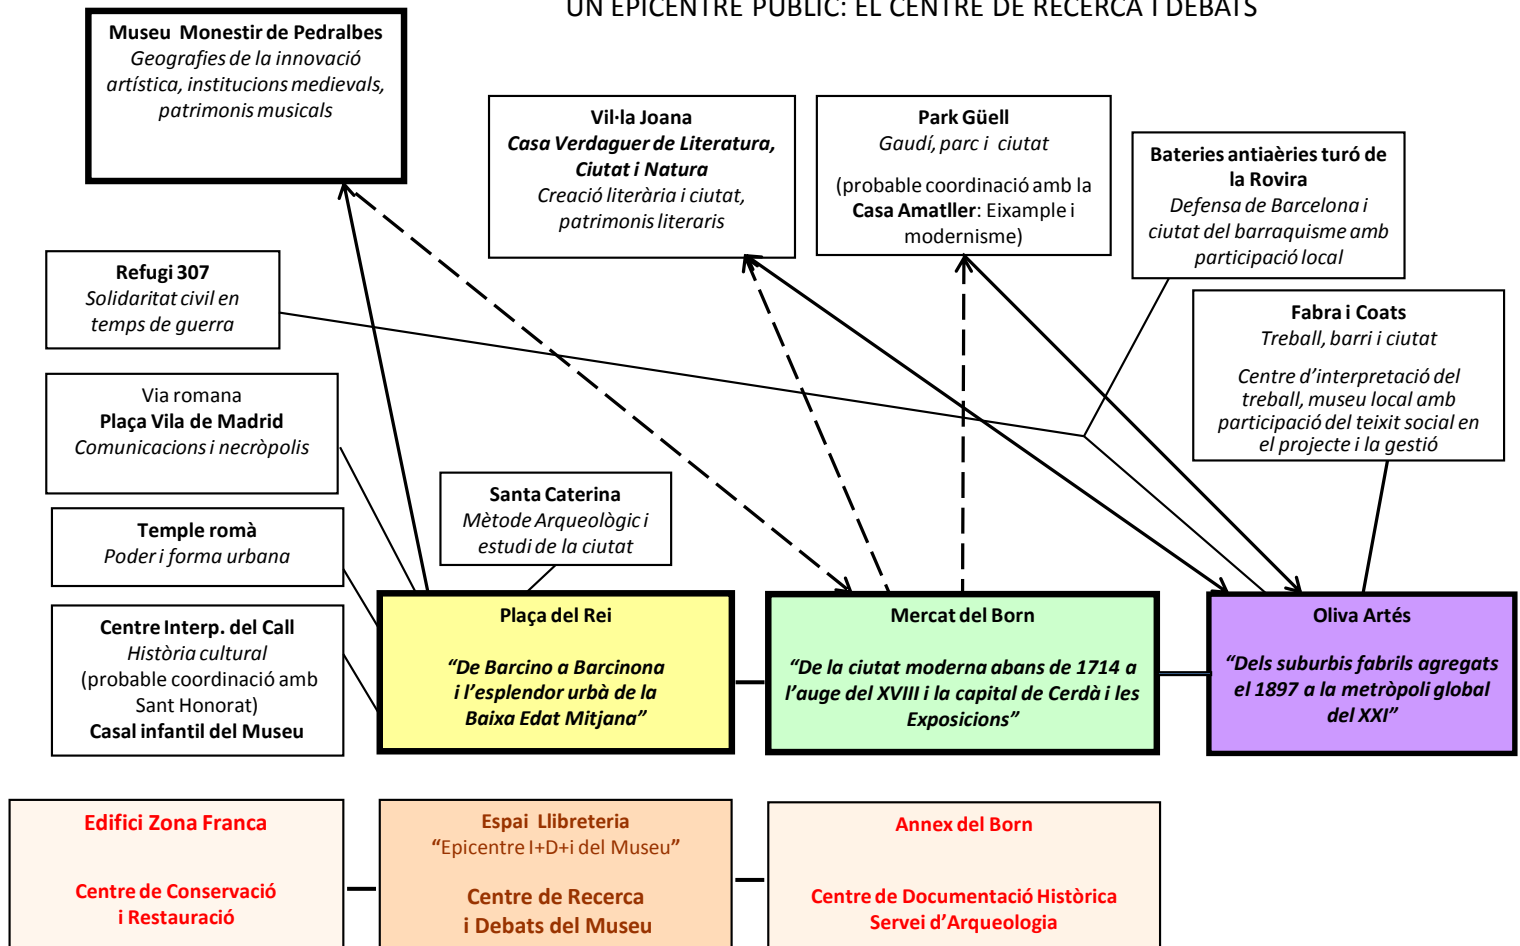 UN EPICENTRE PÚBLIC: EL CENTRE DE RECERCA I DEBATS
Museu Monestir de Pedralbes
Geografies de la innovació
artística, institucions medievals,
patrimonis musicals
Vil·la Joana
Casa Verdaguer de Literatura,
Ciutat i Natura
Creació literària i ciutat,
patrimonis literaris
Park Güell
Gaudí, parc i ciutat
(probable coordinació amb la
Casa Amatller: Eixample i
modernisme)
Bateries antiaèries turó de
la Rovira
Defensa de Barcelona i
ciutat del barraquisme amb
participació local
Refugi 307
Solidaritat civil en
temps de guerra
Fabra i Coats
Treball, barri i ciutat
Centre d’interpretació del
treball, museu local amb
participació del teixit social en
el projecte i la gestió
Via romana
Plaça Vila de Madrid
Comunicacions i necròpolis
Santa Caterina
Mètode Arqueològic i
estudi de la ciutat
Temple romà
Poder i forma urbana
Centre Interp. del Call
Història cultural
(probable coordinació amb
Sant Honorat)
Casal infantil del Museu
Plaça del Rei
“De Barcino a Barcinona
i l’esplendor urbà de la
Baixa Edat Mitjana”
Mercat del Born
“De la ciutat moderna abans de 1714 a
l’auge del XVIII i la capital de Cerdà i les
Exposicions”
Oliva Artés
“Dels suburbis fabrils agregats
el 1897 a la metròpoli global
del XXI”
Edifici Zona Franca
Centre de Conservació
i Restauració
Espai Llibreteria
“Epicentre I+D+i del Museu”
Centre de Recerca
i Debats del Museu
Annex del Born
Centre de Documentació Històrica
Servei d’Arqueologia